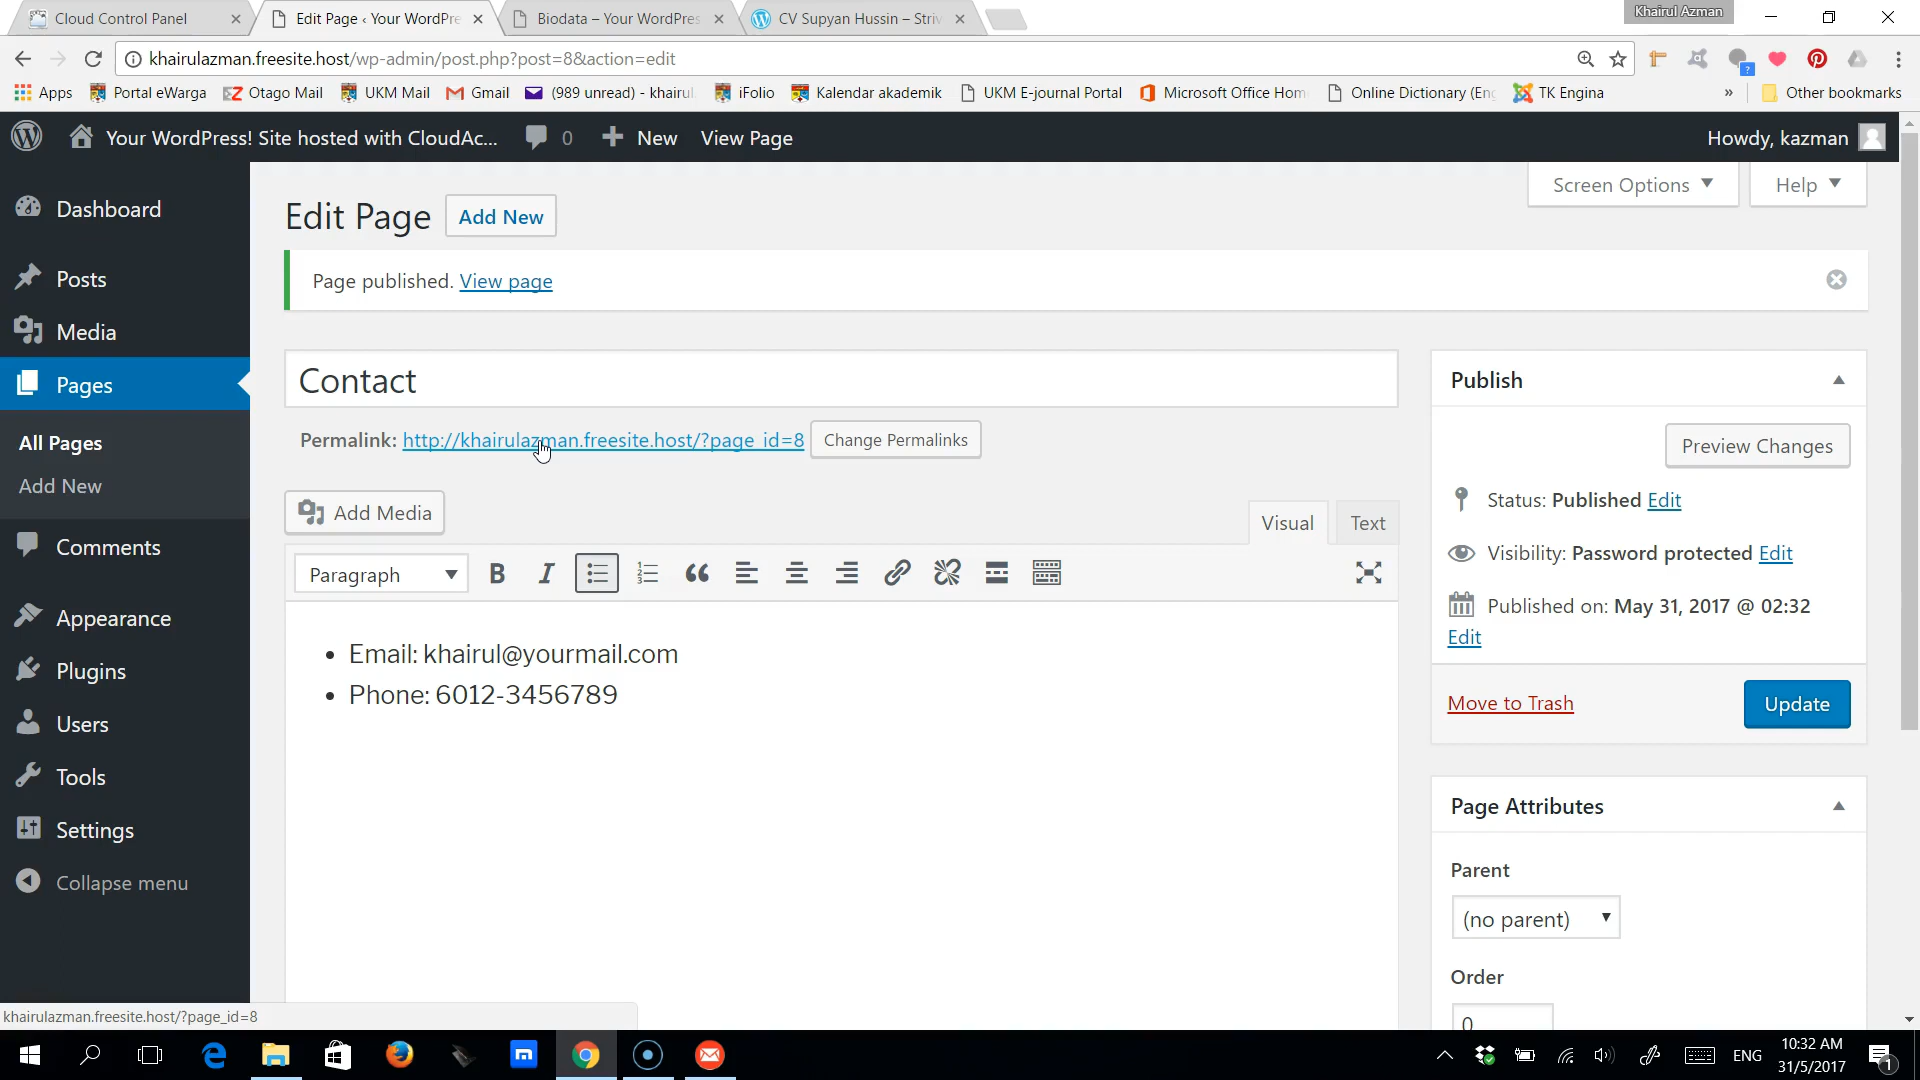 Cloud Control Panel
Edit Page ‹ Your WordPre
Biodata – Your WordPres
CV Supyan Hussin – Striv
Khairul Azman
khairulazman.freesite.host/wp-admin/post.php?post=8&action=edit
Apps
Portal eWarga
Otago Mail
UKM Mail
Gmail
(989 unread) - khairul
iFolio
Kalendar akademik
UKM E-journal Portal
Microsoft Office Hom
Online Dictionary (Eng
TK Engina
»
Other bookmarks
Your WordPress! Site hosted with CloudAc...
0
New
View Page
Howdy, kazman
Screen Options
Help
Dashboard
Posts
Media
Pages
All Pages
Add New
Comments
Appearance
Plugins
Users
Tools
Settings
Collapse menu
Edit Page
Add New
Page published. View page
Contact
Permalink: http://khairulazman.freesite.host/?page_id=8
Change Permalinks
Add Media
Visual
Text
Paragraph
B
I
Email: khairul@yourmail.com
Phone: 6012-3456789
Publish
Preview Changes
Status: Published Edit
Visibility: Password protected Edit
Published on: May 31, 2017 @ 02:32
Edit
Move to Trash
Update
Page Attributes
Parent
(no parent)
Order
0
khairulazman.freesite.host/?page_id=8
ENG
10:32 AM
31/5/2017
1